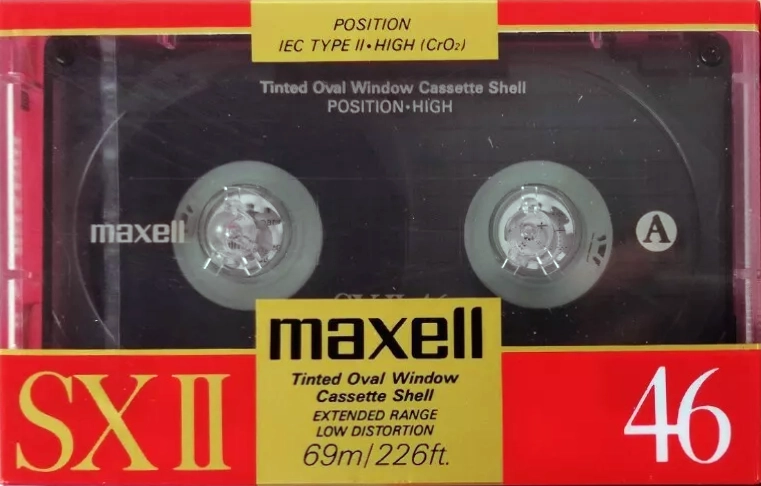 POSITION
IEC TYPE II•HIGH (CrO₂)
Tinted Oval Window Cassette Shell
POSITION•HIGH
maxell
A
maxell
Tinted Oval Window
Cassette Shell
EXTENDED RANGE
LOW DISTORTION
69m/226ft.
SX II
46